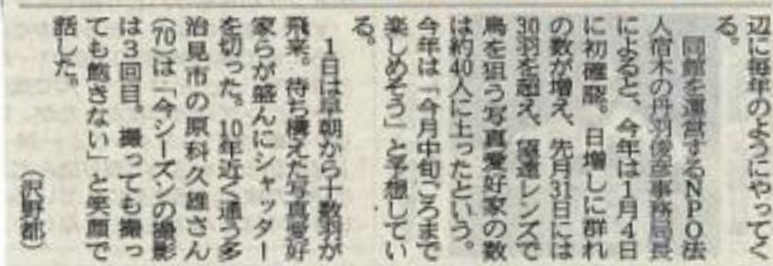 辺に毎年のようにやってく
る。
同館を運営するNPO法
人宿木の丹羽俊彦事務局長
によると、今年は1月4日
に初確認。日増しに群れ
の数が増え、先月31日には
30羽を超え、望遠レンズで
鳥を狙う写真愛好家の数
は約40人に上ったという。
今年は「今月中旬ごろまで
楽しめそう」と予想してい
る。
1日は早朝から十数羽が
飛来。待ち構えた写真愛好
家らが盛んにシャッター
を切った。10年近く通う多
治見市の原科久雄さん
(70)は「今シーズンの撮影
は3回目。撮っても撮っ
ても飽きない」と笑顔で
話した。
(沢野都)